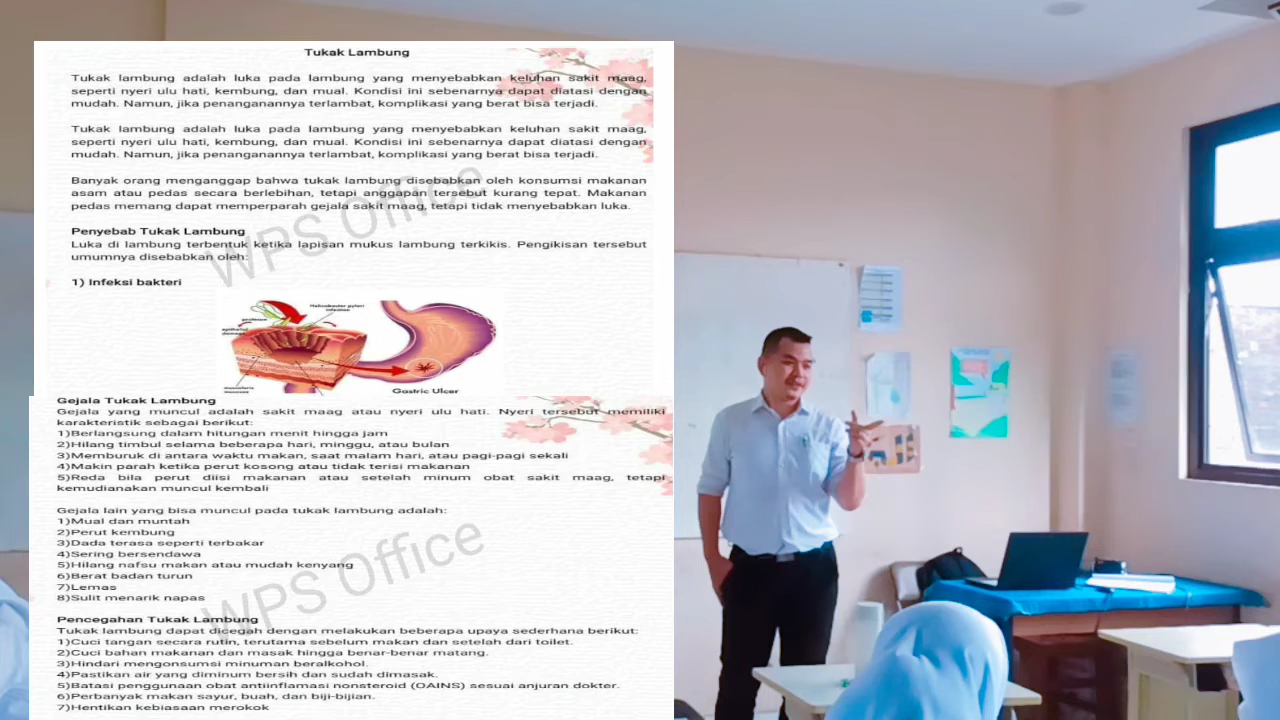 Tukak Lambung
Tukak lambung adalah luka pada lambung yang menyebabkan keluhan sakit maag,
seperti nyeri ulu hati, kembung, dan mual. Kondisi ini sebenarnya dapat diatasi dengan
mudah. Namun, jika penanganannya terlambat, komplikasi yang berat bisa terjadi.
Tukak lambung adalah luka pada lambung yang menyebabkan keluhan sakit maag,
seperti nyeri ulu hati, kembung, dan mual. Kondisi ini sebenarnya dapat diatasi dengan
mudah. Namun, jika penanganannya terlambat, komplikasi yang berat bisa terjadi.
Banyak orang menganggap bahwa tukak lambung disebabkan oleh konsumsi makanan
asam atau pedas secara berlebihan, tetapi anggapan tersebut kurang tepat. Makanan
pedas memang dapat memperparah gejala sakit maag, tetapi tidak menyebabkan luka.
WPS Office
Penyebab Tukak Lambung
Luka di lambung terbentuk ketika lapisan mukus lambung terkikis. Pengikisan tersebut
umumnya disebabkan oleh:
1) Infeksi bakteri
Helicobacter pylori
infection
protease
epithelial
damage
muscularis
mucosae
Gastric Ulcer
Gejala Tukak Lambung
Gejala yang muncul adalah sakit maag atau nyeri ulu hati. Nyeri tersebut memiliki
karakteristik sebagai berikut:
1)Berlangsung dalam hitungan menit hingga jam
2)Hilang timbul selama beberapa hari, minggu, atau bulan
3)Memburuk di antara waktu makan, saat malam hari, atau pagi-pagi sekali
4)Makin parah ketika perut kosong atau tidak terisi makanan
5)Reda bila perut diisi makanan atau setelah minum obat sakit maag, tetapi
kemudianakan muncul kembali
Gejala lain yang bisa muncul pada tukak lambung adalah:
1)Mual dan muntah
2)Perut kembung
3)Dada terasa seperti terbakar
4)Sering bersendawa
5)Hilang nafsu makan atau mudah kenyang
6)Berat badan turun
7)Lemas
8)Sulit menarik napas
WPS Office
Pencegahan Tukak Lambung
Tukak lambung dapat dicegah dengan melakukan beberapa upaya sederhana berikut:
1)Cuci tangan secara rutin, terutama sebelum makan dan setelah dari toilet.
2)Cuci bahan makanan dan masak hingga benar-benar matang.
3)Hindari mengonsumsi minuman beralkohol.
4)Pastikan air yang diminum bersih dan sudah dimasak.
5)Batasi penggunaan obat antiinflamasi nonsteroid (OAINS) sesuai anjuran dokter.
6)Perbanyak makan sayur, buah, dan biji-bijian.
7)Hentikan kebiasaan merokok